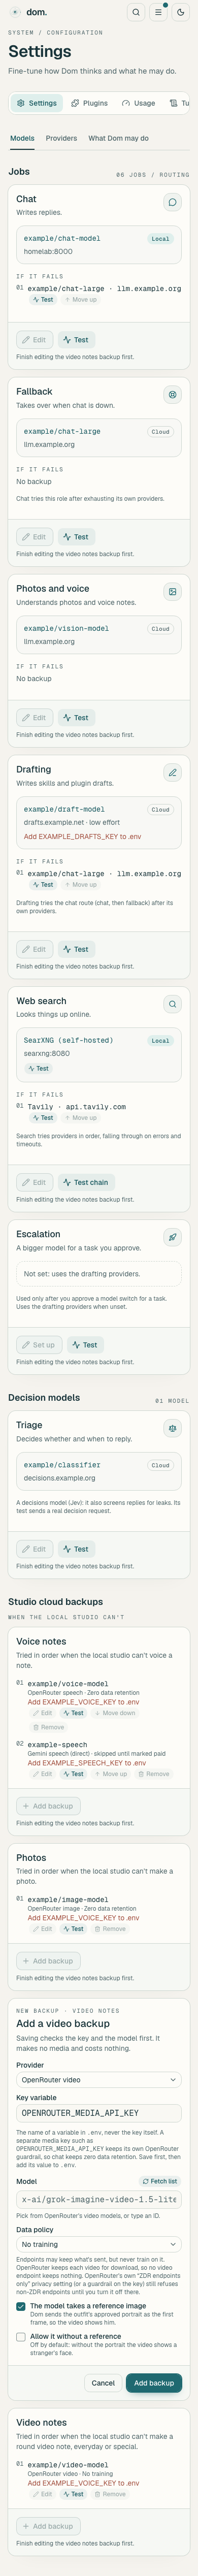 dom.
SYSTEM / CONFIGURATION
Settings
Fine-tune how Dom thinks and what he may do.
Settings
Plugins
Usage
Tu
Models
Providers
What Dom may do
Jobs
06 JOBS / ROUTING
Chat
Writes replies.
example/chat-model
Local
homelab:8000
IF IT FAILS
01 example/chat-large · llm.example.org
Test
Move up
Edit
Test
Finish editing the video notes backup first.
Fallback
Takes over when chat is down.
example/chat-large
Cloud
llm.example.org
IF IT FAILS
No backup
Chat tries this role after exhausting its own providers.
Edit
Test
Finish editing the video notes backup first.
Photos and voice
Understands photos and voice notes.
example/vision-model
Cloud
llm.example.org
IF IT FAILS
No backup
Edit
Test
Finish editing the video notes backup first.
Drafting
Writes skills and plugin drafts.
example/draft-model
Cloud
drafts.example.net · low effort
Add EXAMPLE_DRAFTS_KEY to .env
IF IT FAILS
01 example/chat-large · llm.example.org
Test
Move up
Drafting tries the chat route (chat, then fallback) after its
own providers.
Edit
Test
Finish editing the video notes backup first.
Web search
Looks things up online.
SearXNG (self-hosted)
Local
searxng:8080
Test
IF IT FAILS
01 Tavily · api.tavily.com
Test
Move up
Search tries providers in order, falling through on errors and
timeouts.
Edit
Test chain
Finish editing the video notes backup first.
Escalation
A bigger model for a task you approve.
Not set: uses the drafting providers.
Used only after you approve a model switch for a task.
Uses the drafting providers when unset.
Set up
Test
Finish editing the video notes backup first.
Decision models
01 MODEL
Triage
Decides whether and when to reply.
example/classifier
Cloud
decisions.example.org
A decisions model (Jev): it also screens replies for leaks. Its
test sends a real decision request.
Edit
Test
Finish editing the video notes backup first.
Studio cloud backups
WHEN THE LOCAL STUDIO CAN'T
Voice notes
Tried in order when the local studio can't voice a
note.
01 example/voice-model
OpenRouter speech · Zero data retention
Add EXAMPLE_VOICE_KEY to .env
Edit
Test
Move down
Remove
02 example-speech
Gemini speech (direct) · skipped until marked paid
Add EXAMPLE_SPEECH_KEY to .env
Edit
Test
Move up
Remove
Add backup
Finish editing the video notes backup first.
Photos
Tried in order when the local studio can't make a
photo.
01 example/image-model
OpenRouter image · Zero data retention
Add EXAMPLE_VOICE_KEY to .env
Edit
Test
Remove
Add backup
Finish editing the video notes backup first.
NEW BACKUP · VIDEO NOTES
Add a video backup
Saving checks the key and the model first. It
makes no media and costs nothing.
Provider
OpenRouter video
Key variable
OPENROUTER_MEDIA_API_KEY
The name of a variable in .env, never the key itself. A
separate media key such as
OPENROUTER_MEDIA_API_KEY keeps its own OpenRouter
guardrail, so chat keeps zero data retention. Save first, then
add its value to .env.
Model
Fetch list
x-ai/grok-imagine-video-1.5-lite
Pick from OpenRouter's video models, or type an ID.
Data policy
No training
Endpoints may keep what's sent, but never train on it.
OpenRouter keeps each video for download, so no video
endpoint keeps nothing. OpenRouter's own "ZDR endpoints
only" privacy setting (or a guardrail on the key) still refuses
non-ZDR endpoints until you turn it off there.
The model takes a reference image
Dom sends the outfit's approved portrait as the first
frame, so the video shows him.
Allow it without a reference
Off by default: without the portrait the video shows a
stranger's face.
Cancel
Add backup
Video notes
Tried in order when the local studio can't make a
round video note, everyday or special.
01 example/video-model
OpenRouter video · No training
Add EXAMPLE_VOICE_KEY to .env
Edit
Test
Remove
Add backup
Finish editing the video notes backup first.